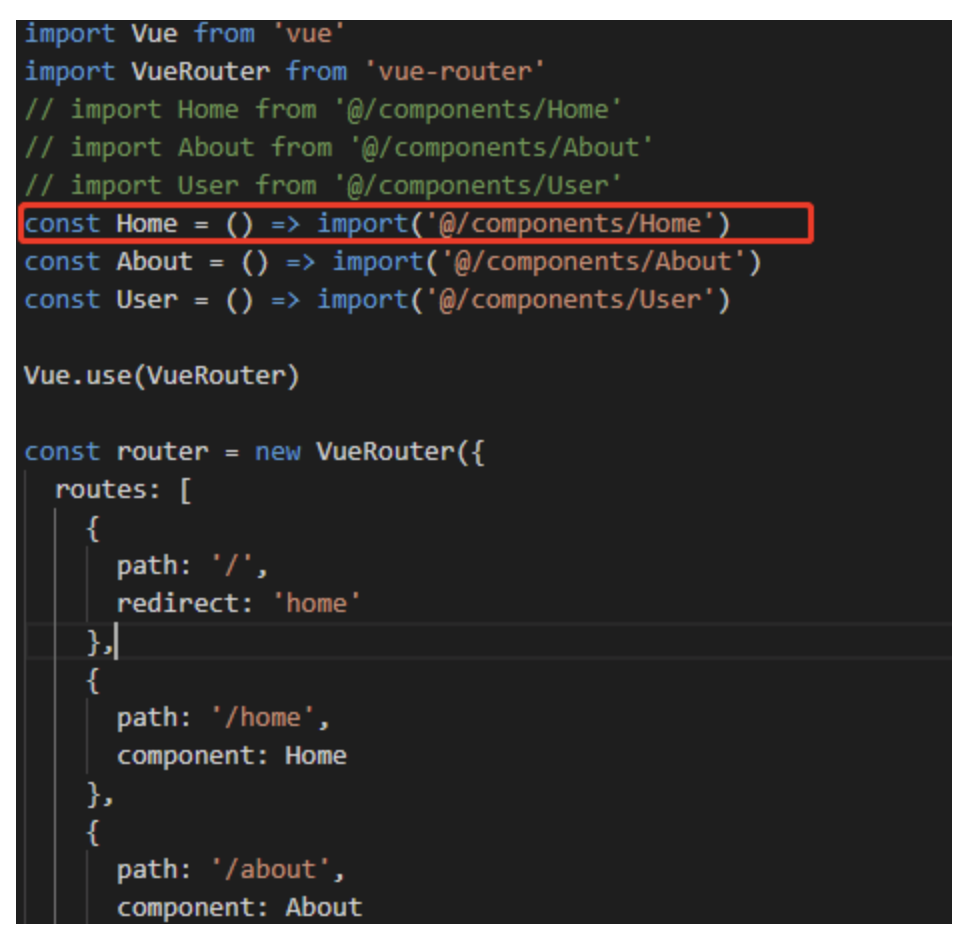 import Vue from 'vue'
import VueRouter from 'vue-router'
// import Home from '@/components/Home'
// import About from '@/components/About'
// import User from '@/components/User'
const Home = () => import('@/components/Home')
const About = () => import('@/components/About')
const User = () => import('@/components/User')
Vue.use(VueRouter)
const router = new VueRouter({
routes: [
{
path: '/',
redirect: 'home'
},
{
path: '/home',
component: Home
},
{
path: '/about',
component: About